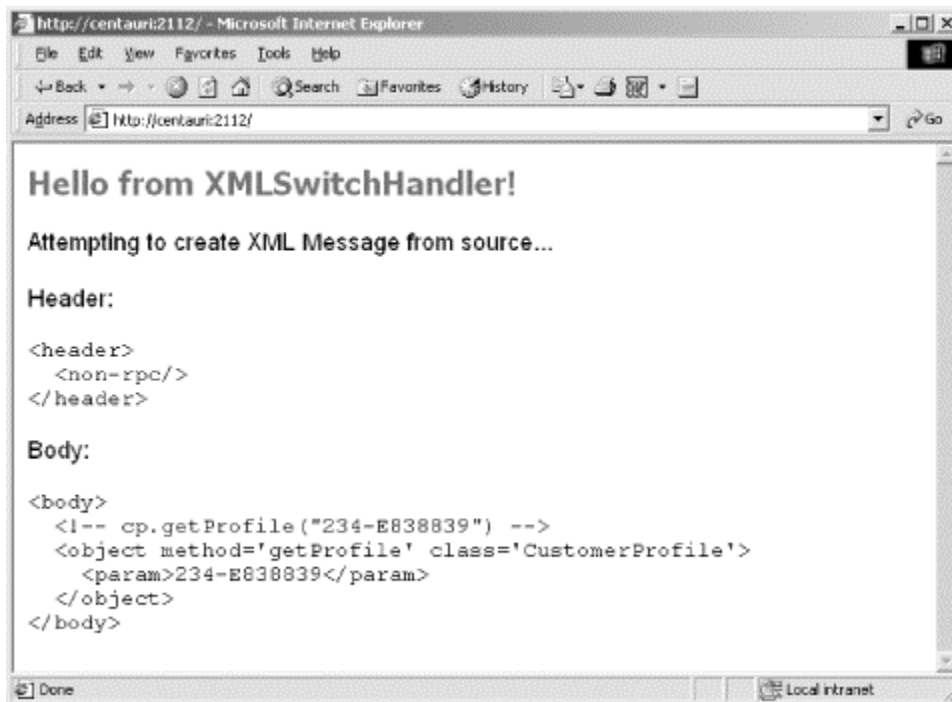 http://centauri:2112/ - Microsoft Internet Explorer
File Edit View Favorites Tools Help
Back Search Favorites History
Address http://centauri:2112/ Go
Hello from XMLSwitchHandler!
Attempting to create XML Message from source...
Header:
<header>
  <non-rpc/>
</header>
Body:
<body>
  <!-- cp.getProfile("234-E838839") -->
  <object method='getProfile' class='CustomerProfile'>
    <param>234-E838839</param>
  </object>
</body>
Done Local intranet